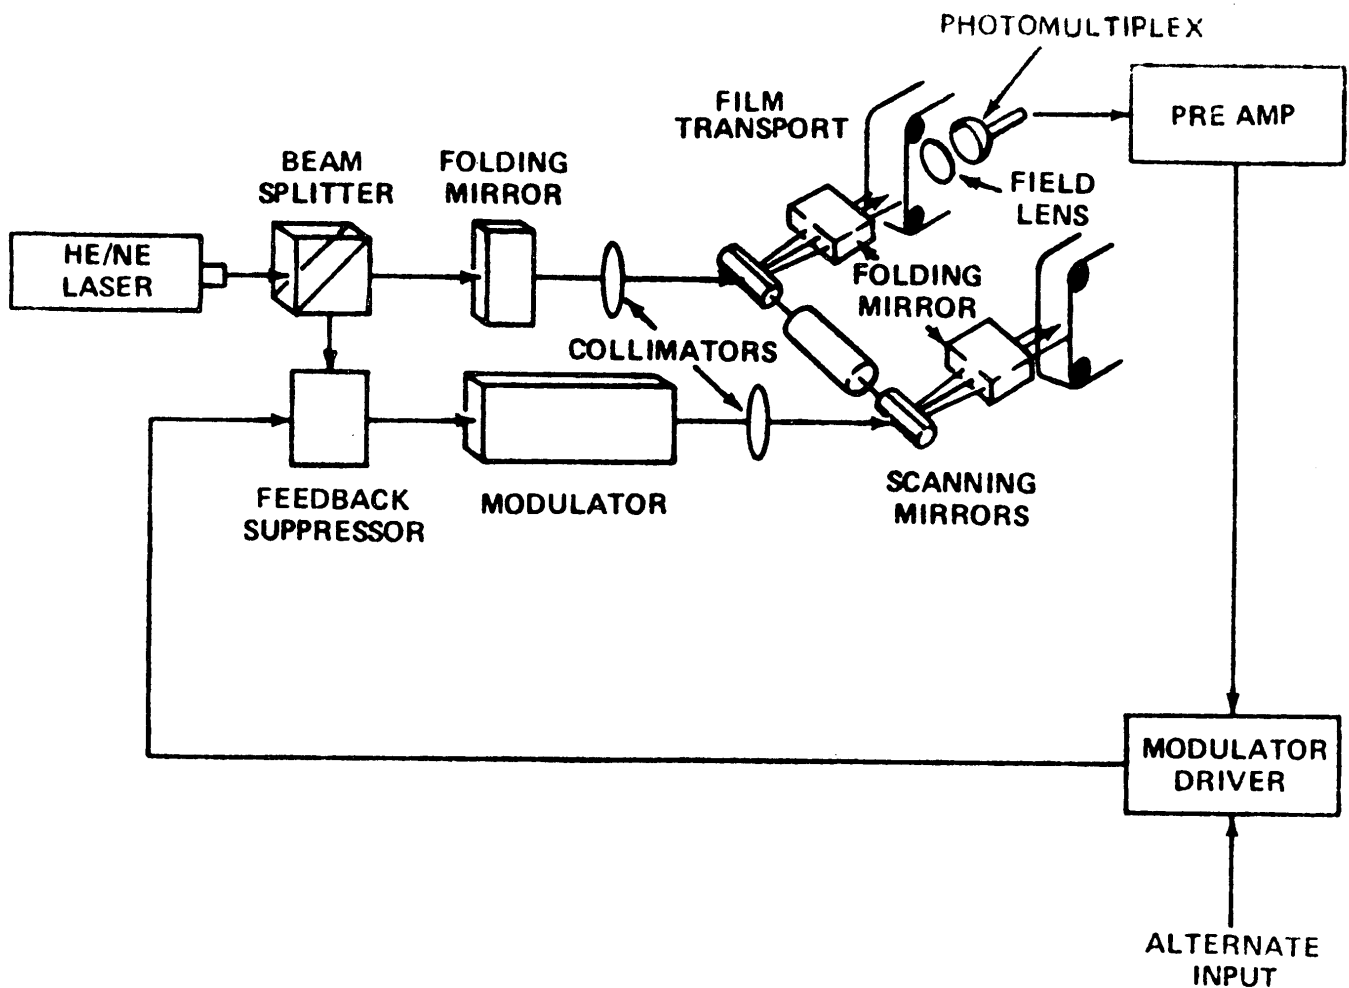 PHOTOMULTIPLEX
FILM
TRANSPORT
PRE AMP
BEAM
SPLITTER
FOLDING
MIRROR
FIELD
LENS
HE/NE
LASER
FOLDING
MIRROR
COLLIMATORS
FEEDBACK
SUPPRESSOR
MODULATOR
SCANNING
MIRRORS
MODULATOR
DRIVER
ALTERNATE
INPUT